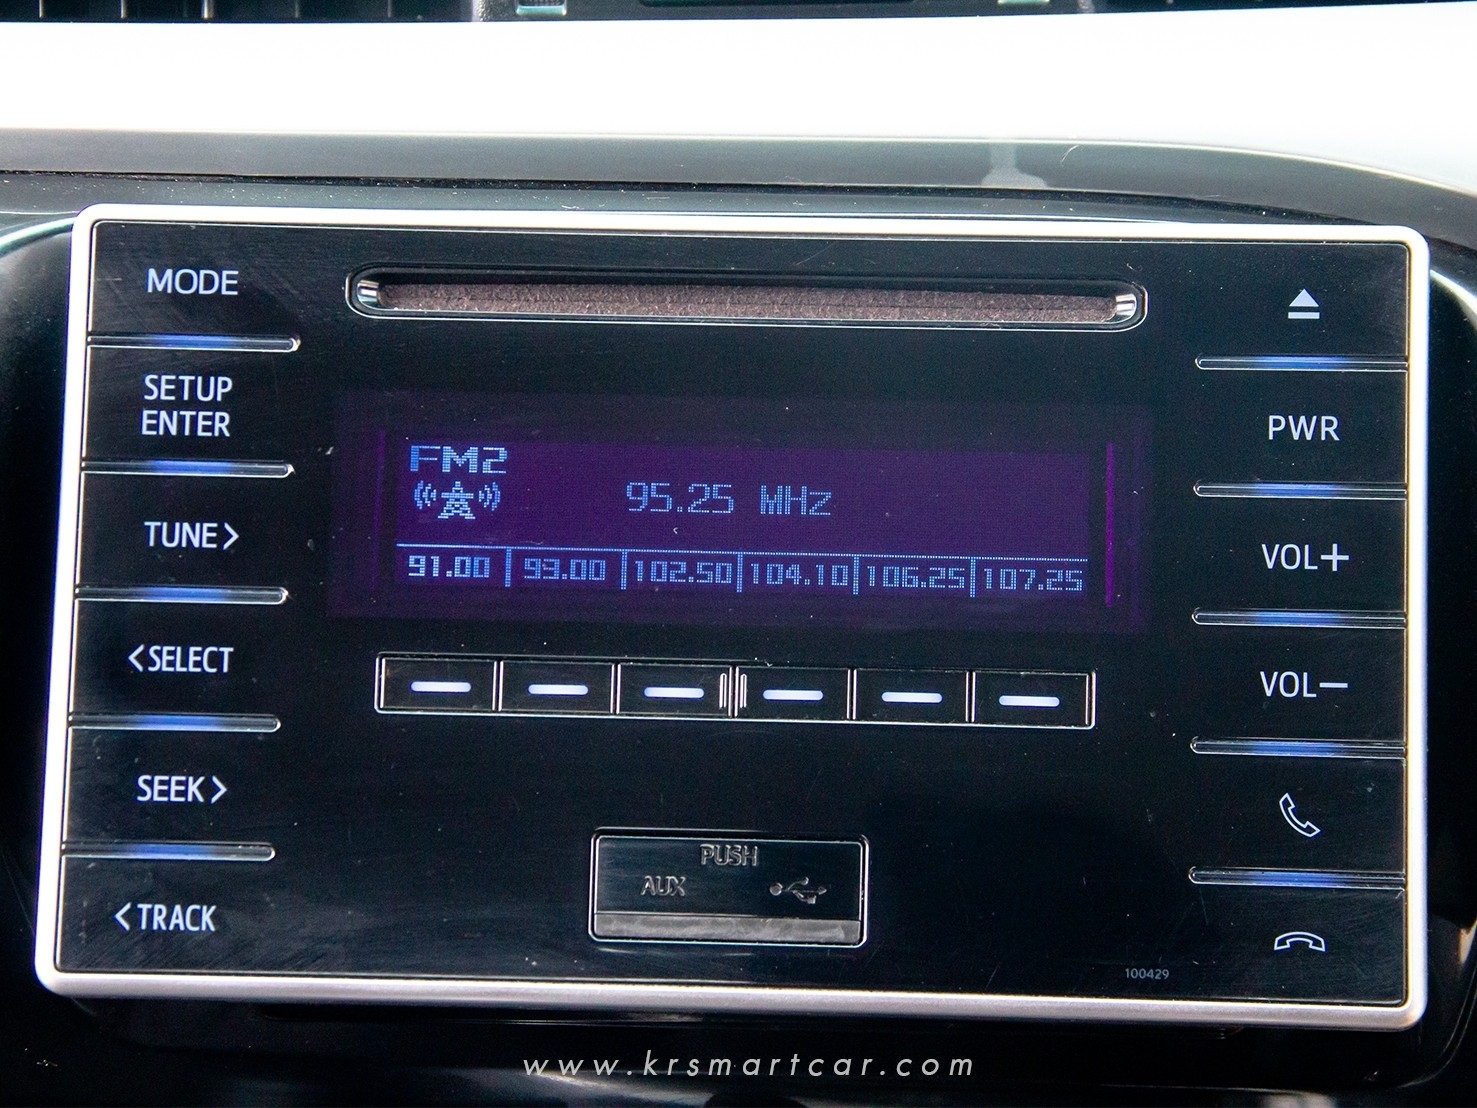 MODE
SETUP
ENTER
TUNE>
<SELECT
SEEK>
<TRACK
FM2
95.25 MHz
91.00 | 99.00 | 102.50 | 104.10 | 106.25 | 107.25
PUSH
AUX
PWR
VOL+
VOL-
100429
www.krsmartcar.com